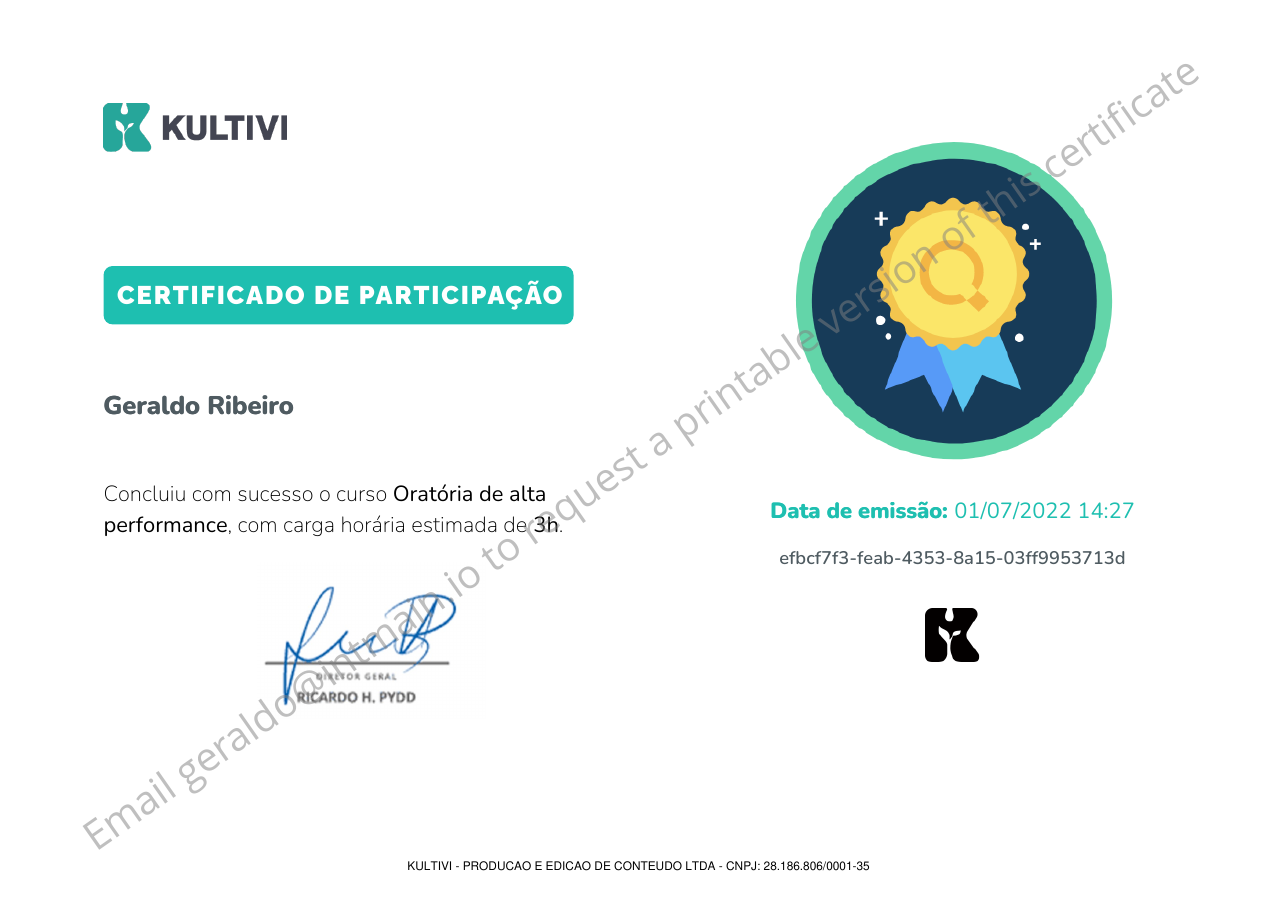 KULTIVI
CERTIFICADO DE PARTICIPAÇÃO
Geraldo Ribeiro
Concluiu com sucesso o curso Oratória de alta
performance, com carga horária estimada de 3h.
DIRETOR GERAL
RICARDO H. PYDD
Data de emissão: 01/07/2022 14:27
efbcf7f3-feab-4353-8a15-03ff9953713d
Email geraldo@intmain io to request a printable version of this certificate
KULTIVI - PRODUCAO E EDICAO DE CONTEUDO LTDA - CNPJ: 28.186.806/0001-35